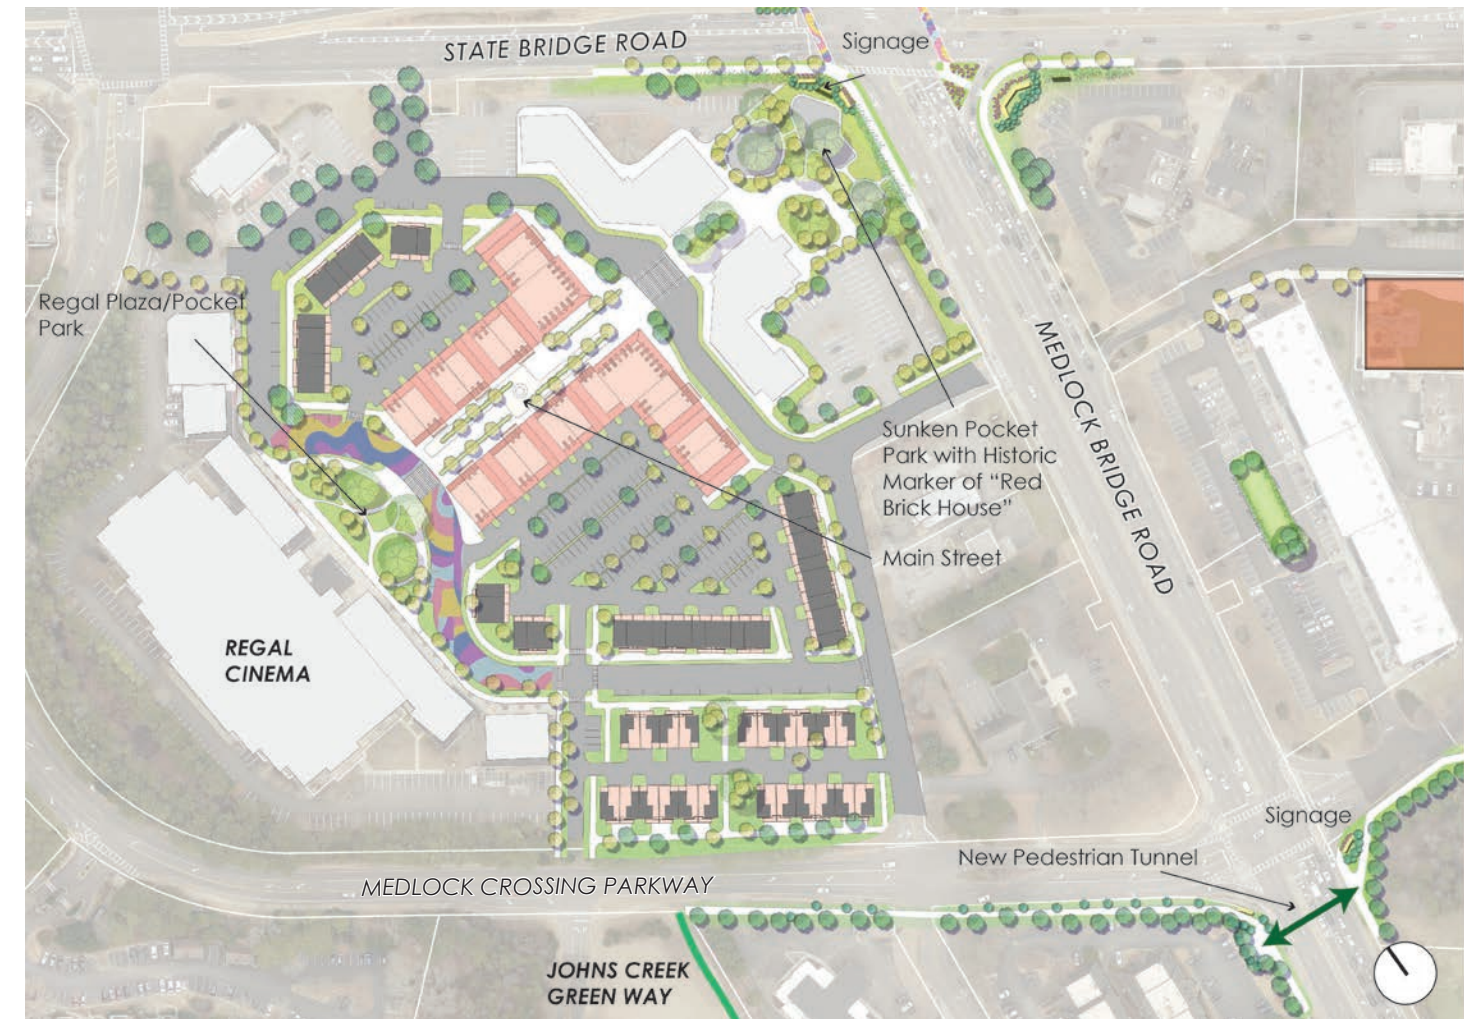 STATE BRIDGE ROAD
Signage
Regal Plaza/Pocket
Park
MEDLOCK BRIDGE ROAD
Sunken Pocket
Park with Historic
Marker of “Red
Brick House”
Main Street
REGAL
CINEMA
Signage
New Pedestrian Tunnel
MEDLOCK CROSSING PARKWAY
JOHNS CREEK
GREEN WAY